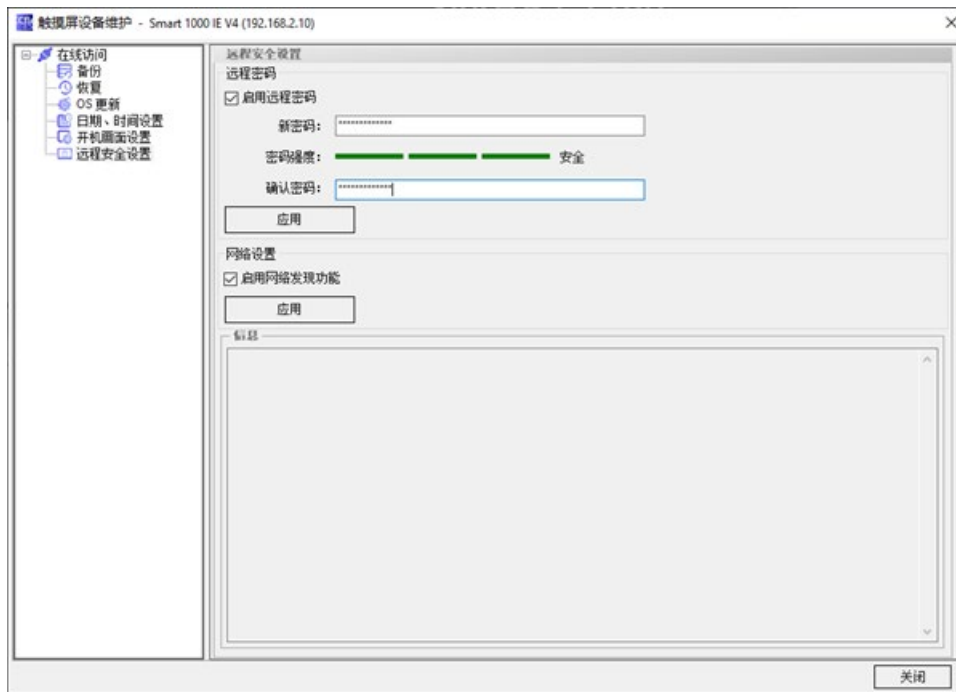 触摸屏设备维护 - Smart 1000 IE V4 (192.168.2.10)
在线访问
备份
恢复
OS 更新
日期、时间设置
开机画面设置
远程安全设置
远程安全设置
远程密码
启用远程密码
新密码: *************
密码强度: 安全
确认密码: *************
应用
网络设置
启用网络发现功能
应用
信息
关闭